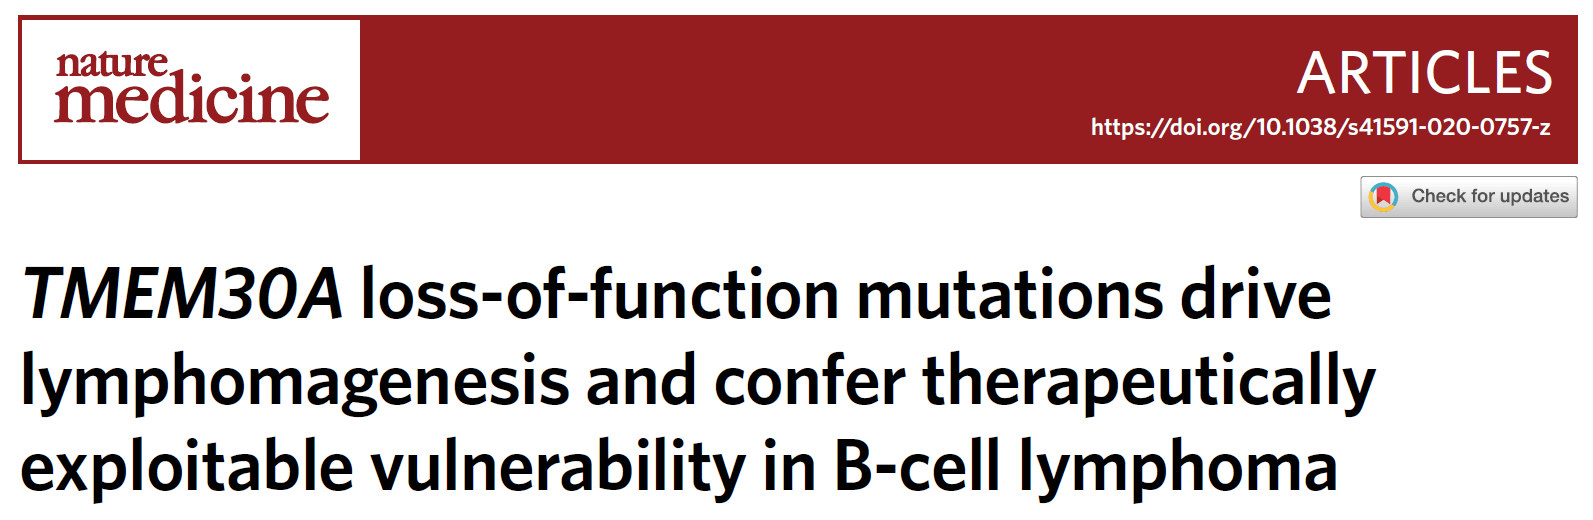 nature
medicine
ARTICLES
https://doi.org/10.1038/s41591-020-0757-z
Check for updates
TMEM30A loss-of-function mutations drive
lymphomagenesis and confer therapeutically
exploitable vulnerability in B-cell lymphoma